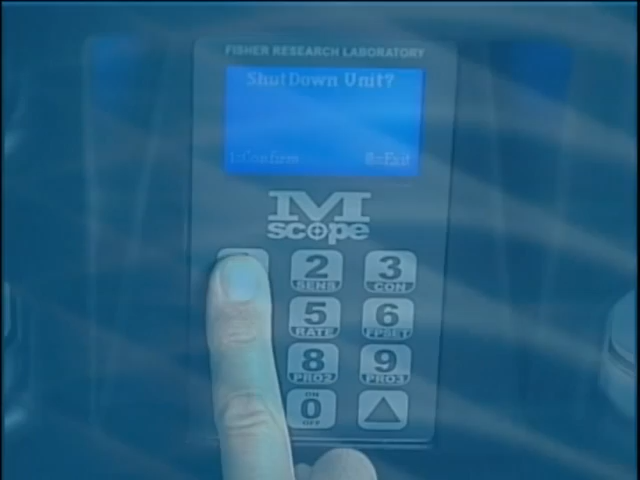 FISHER RESEARCH LABORATORY
ShutDown Unit?
1:Confirm
0=Exit
M
scope
2
SENS
3
CON
5
RATE
6
FPSET
8
PRO2
9
PRO3
ON
0
OFF